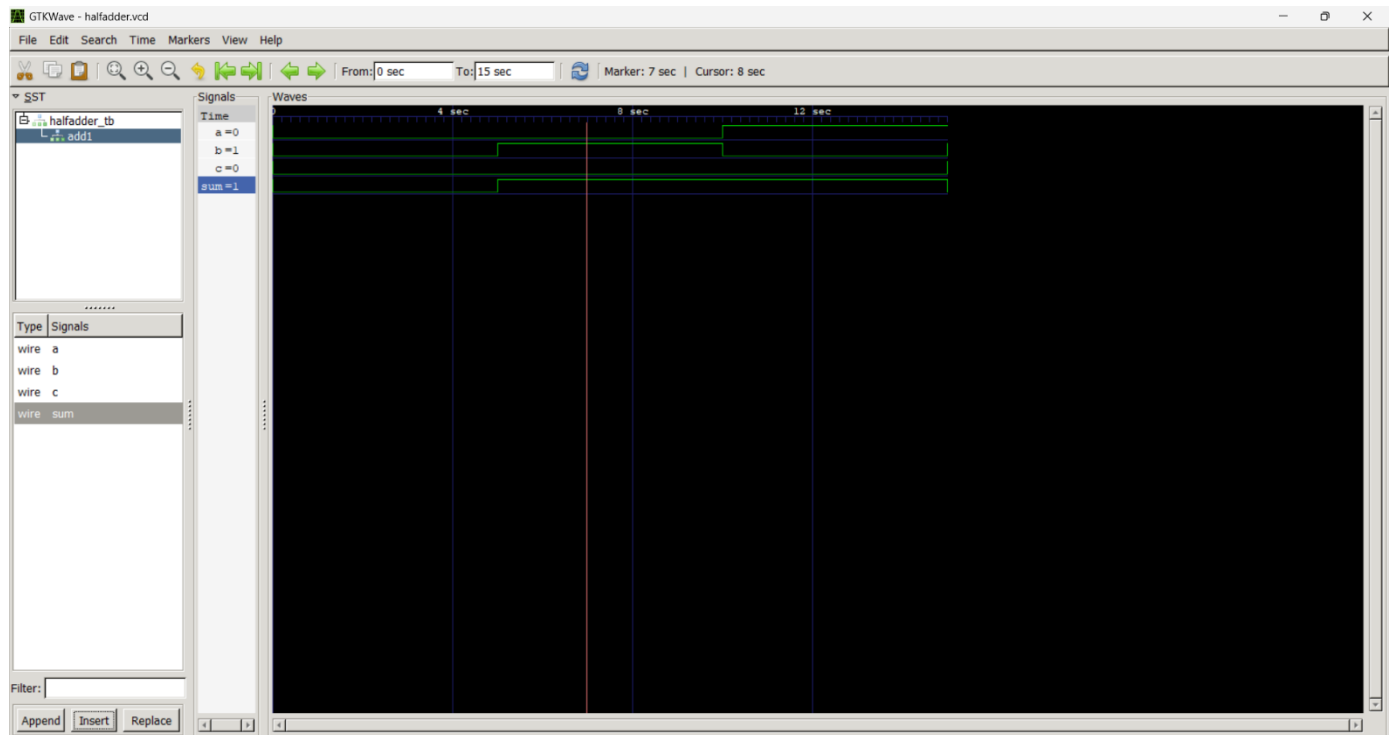 GTKWave - halfadder.vcd
File Edit Search Time Markers View Help
From: 0 sec To: 15 sec Marker: 7 sec | Cursor: 8 sec
SST
halfadder_tb
add1
Type Signals
wire a
wire b
wire c
wire sum
Filter:
Append Insert Replace
Signals
Time
a =0
b =1
c =0
sum =1
Waves
4 sec 8 sec 12 sec